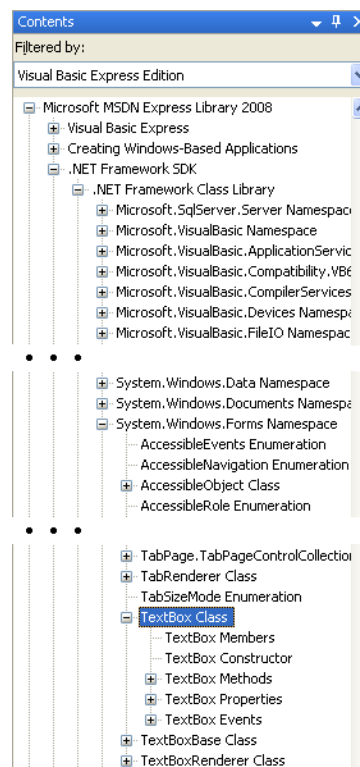 Contents
Filtered by:
Visual Basic Express Edition
Microsoft MSDN Express Library 2008
Visual Basic Express
Creating Windows-Based Applications
.NET Framework SDK
.NET Framework Class Library
Microsoft.SqlServer.Server Namespac
Microsoft.VisualBasic Namespace
Microsoft.VisualBasic.ApplicationServic
Microsoft.VisualBasic.Compatibility.VB6
Microsoft.VisualBasic.CompilerServices
Microsoft.VisualBasic.Devices Namespa
Microsoft.VisualBasic.FileIO Namespac
• • •
System.Windows.Data Namespace
System.Windows.Documents Namespa
System.Windows.Forms Namespace
AccessibleEvents Enumeration
AccessibleNavigation Enumeration
AccessibleObject Class
AccessibleRole Enumeration
• • •
TabPage.TabPageControlCollection
TabRenderer Class
TabSizeMode Enumeration
TextBox Class
TextBox Members
TextBox Constructor
TextBox Methods
TextBox Properties
TextBox Events
TextBoxBase Class
TextBoxRenderer Class